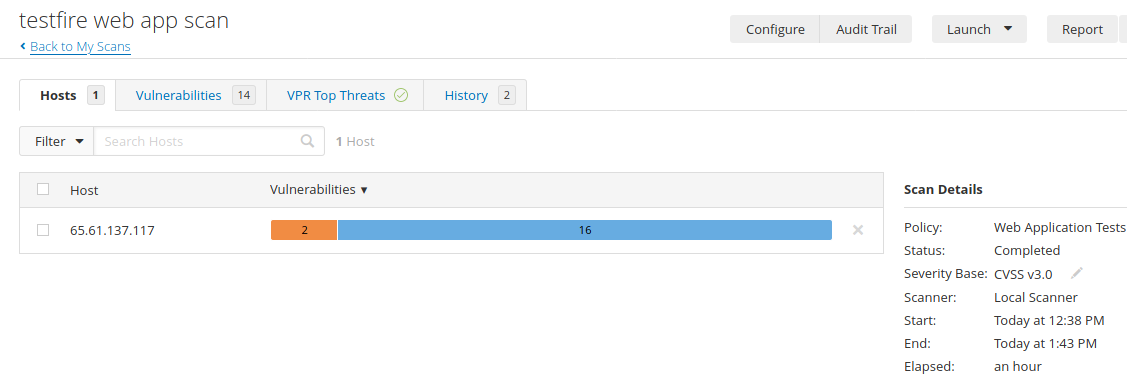 testfire web app scan
Back to My Scans
Configure Audit Trail Launch Report
Hosts 1 Vulnerabilities 14 VPR Top Threats History 2
Filter Search Hosts 1 Host
Host Vulnerabilities
65.61.137.117 2 16
Scan Details
Policy: Web Application Tests
Status: Completed
Severity Base: CVSS v3.0
Scanner: Local Scanner
Start: Today at 12:38 PM
End: Today at 1:43 PM
Elapsed: an hour